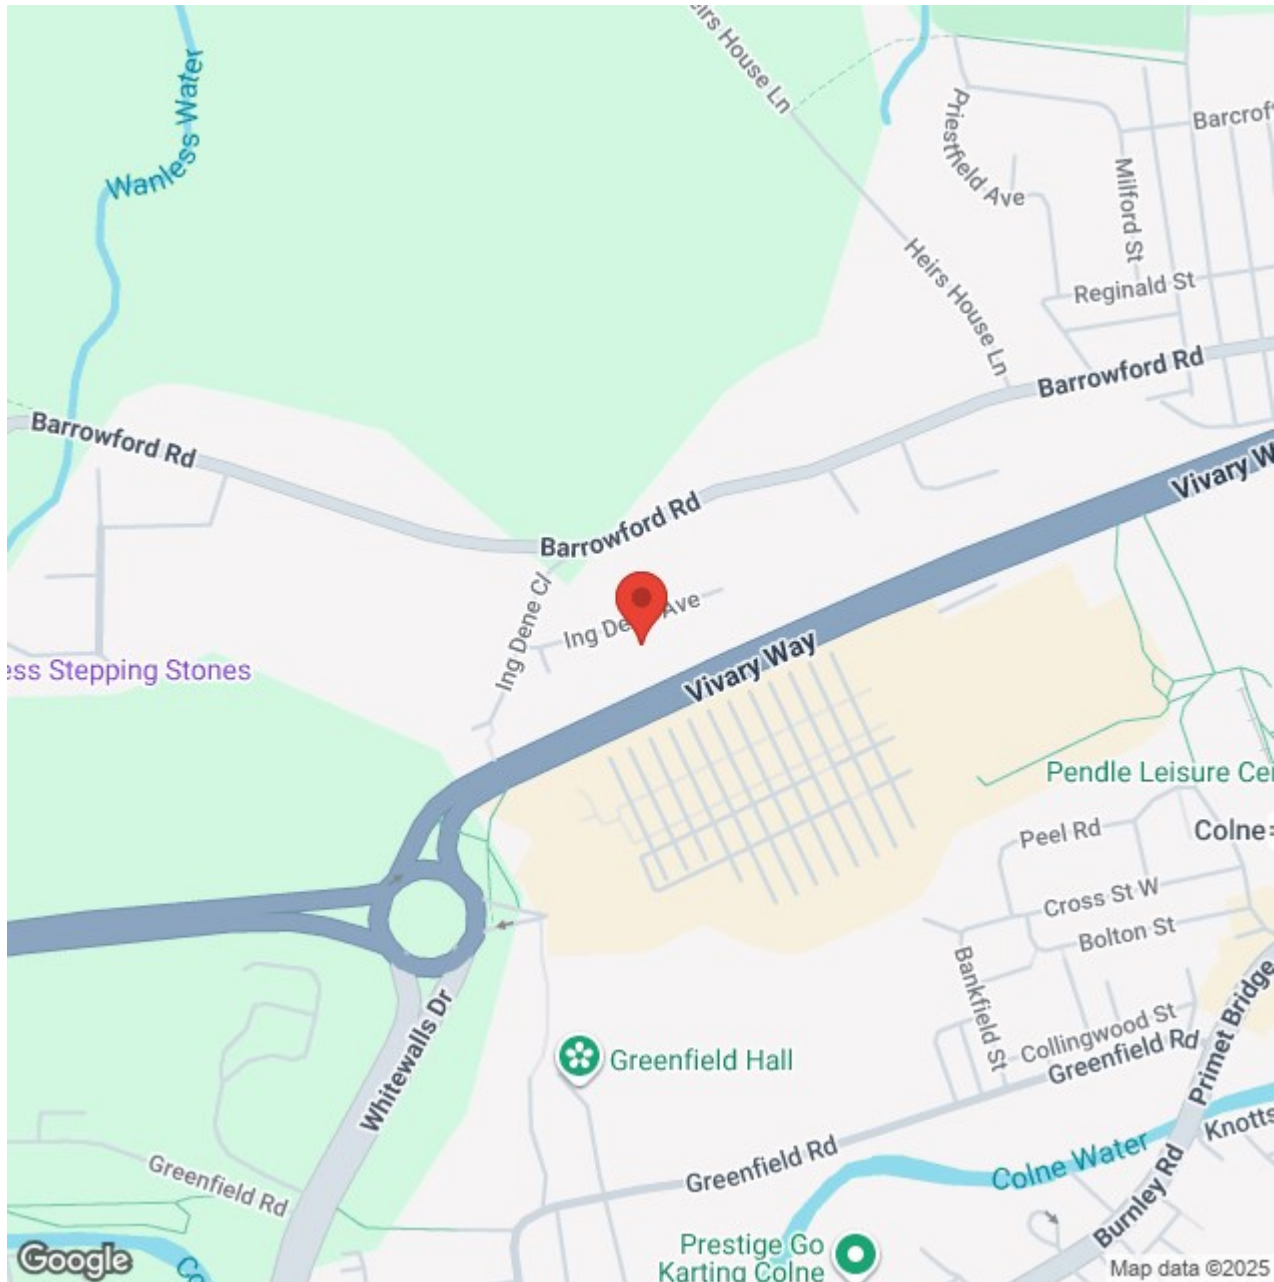 eirs House Ln
Wanless Water
Priestfield Ave
Barcrof
Milford St
Heirs House Ln
Reginald St
Barrowford Rd
Barrowford Rd
Vivary W
Barrowford Rd
Ing Dene Cl
Ing De Ave
ess Stepping Stones
Vivary Way
Pendle Leisure Cen
Peel Rd
Colne
Cross St W
Bolton St
Bankfield St
Collingwood St
Greenfield Rd
Primet Bridge
Whitewalls Dr
Greenfield Hall
Knotts
Greenfield Rd
Greenfield Rd
Colne Water
Burnley Rd
Prestige Go
Karting Colne
Co
Google
Map data ©2025